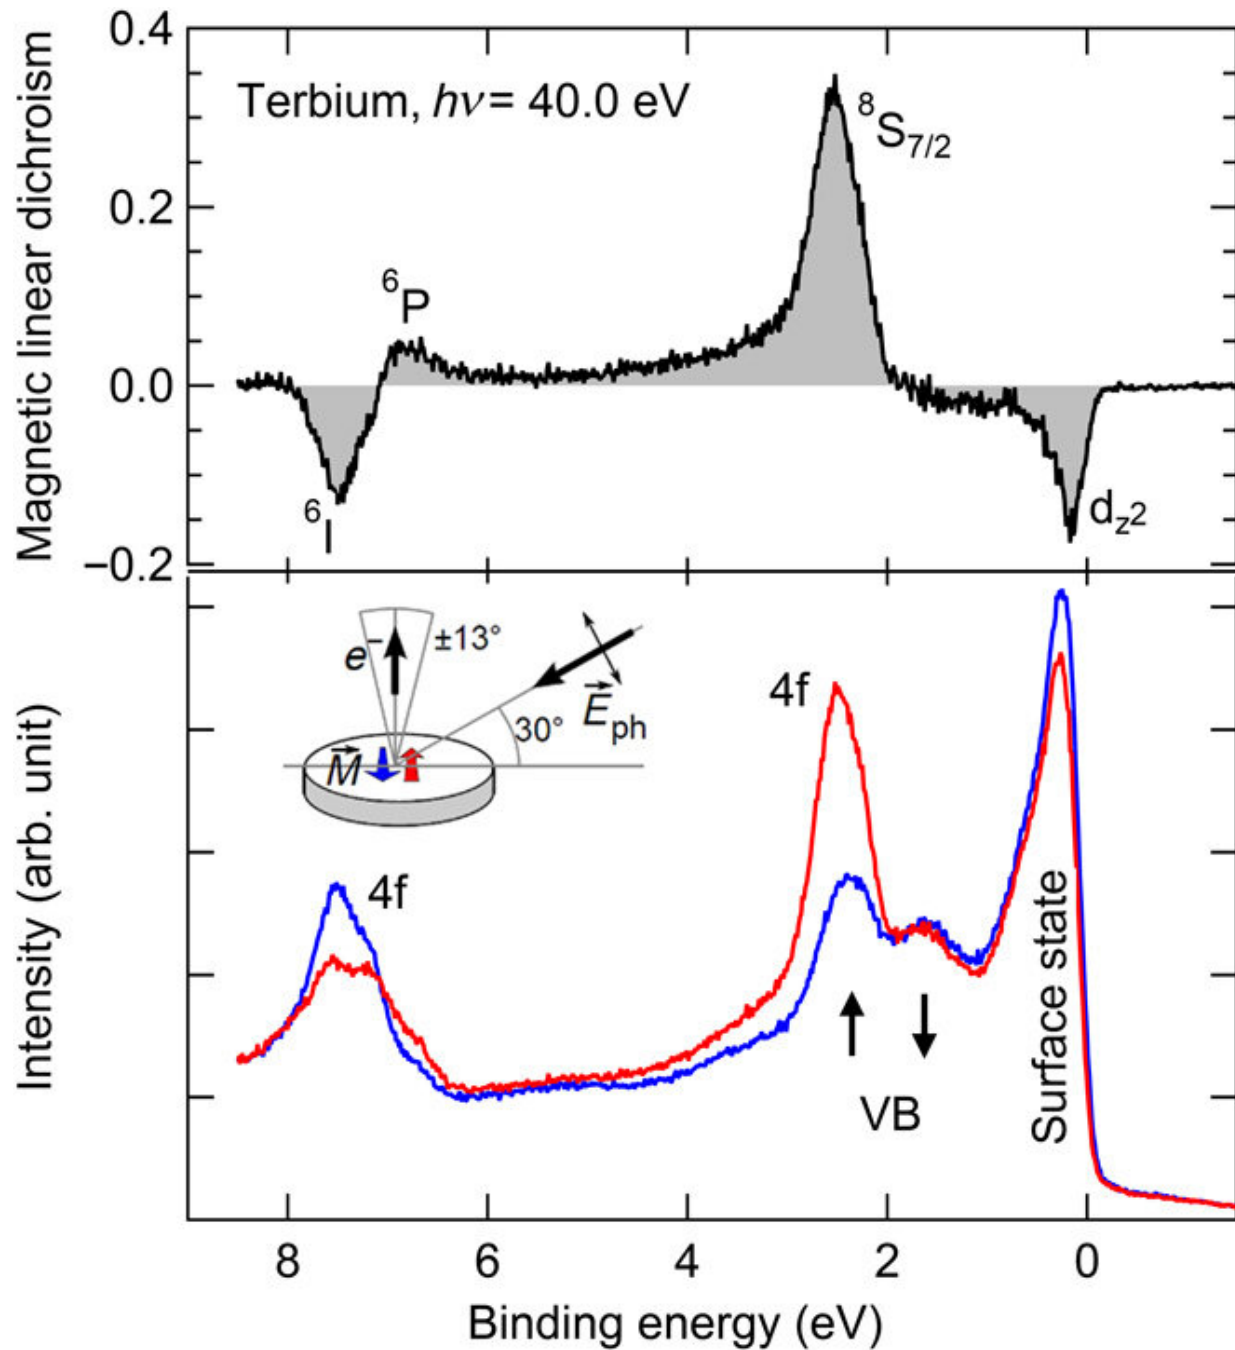 Magnetic linear dichroism
0.4
0.2
0.0
−0.2
Terbium, hν = 40.0 eV
⁸S₇/₂
⁶P
⁶I
d_z²
Intensity (arb. unit)
e⁻
±13°
30°
E⃗ph
M⃗
4f
4f
VB
Surface state
8 6 4 2 0
Binding energy (eV)